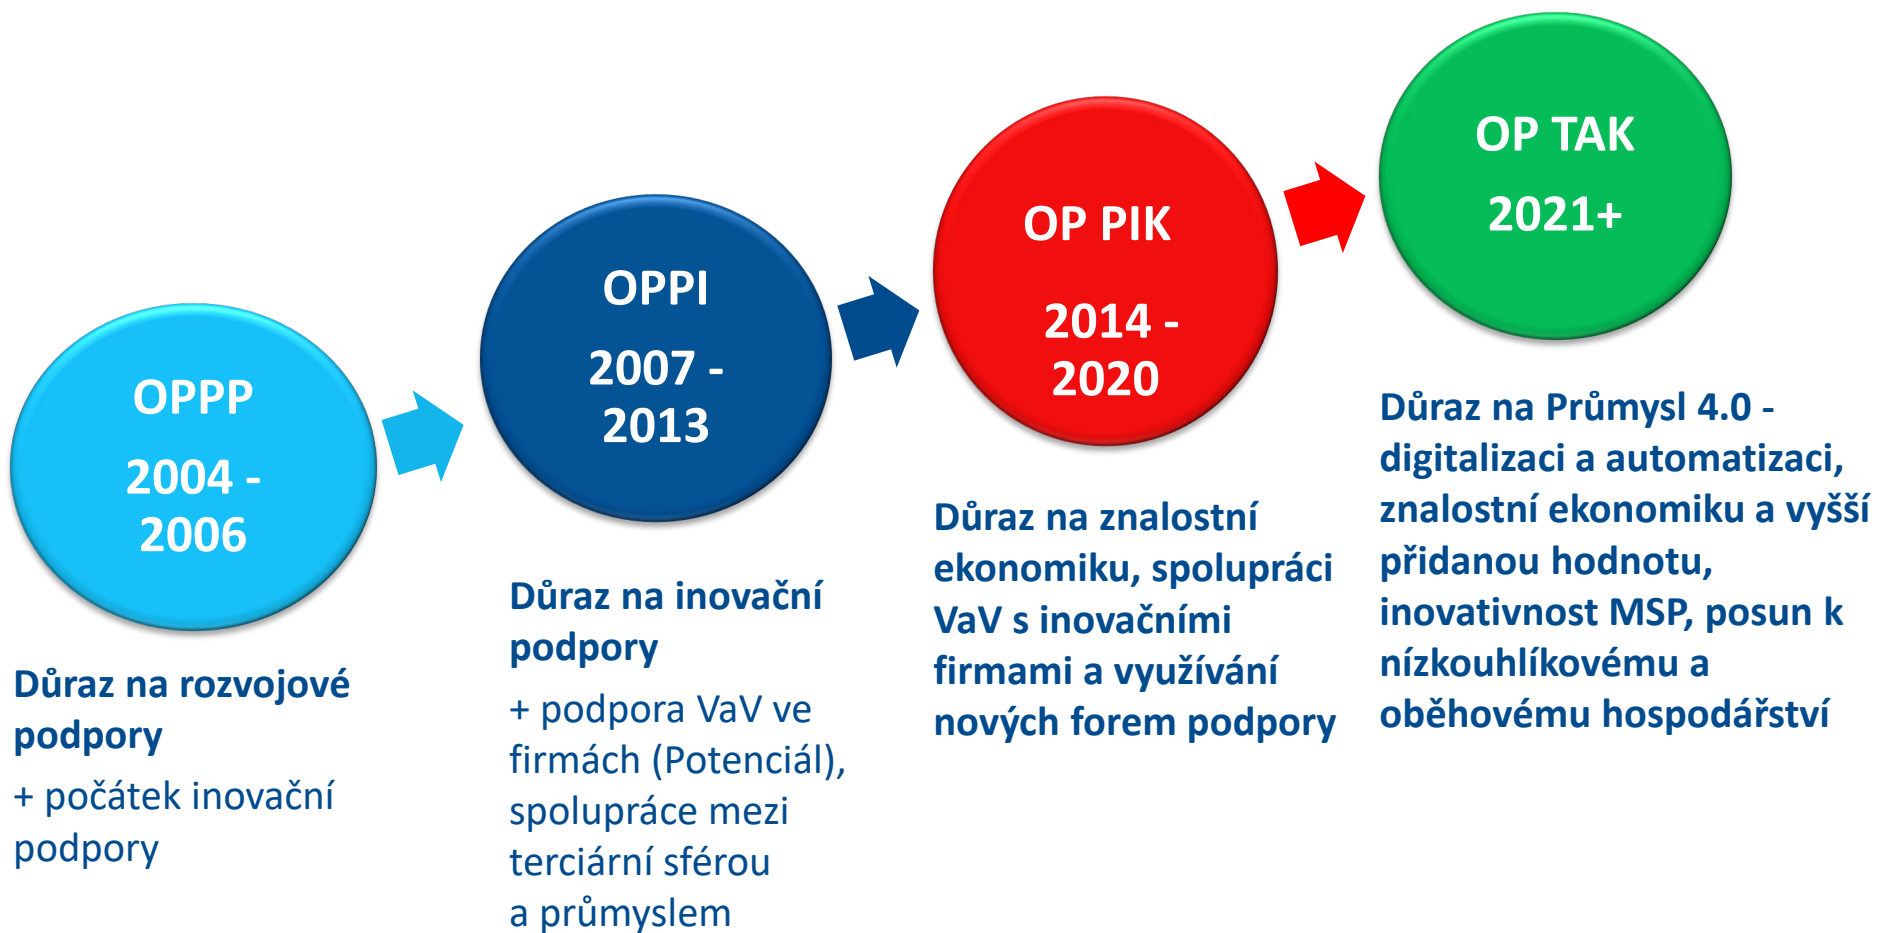 OPPP
2004 -
2006
Důraz na rozvojové
podpory
+ počátek inovační
podpory
OPPI
2007 -
2013
Důraz na inovační
podpory
+ podpora VaV ve
firmách (Potenciál),
spolupráce mezi
terciární sférou
a průmyslem
OP PIK
2014 -
2020
Důraz na znalostní
ekonomiku, spolupráci
VaV s inovačními
firmami a využívání
nových forem podpory
OP TAK
2021+
Důraz na Průmysl 4.0 -
digitalizaci a automatizaci,
znalostní ekonomiku a vyšší
přidanou hodnotu,
inovativnost MSP, posun k
nízkouhlíkovému a
oběhovému hospodářství